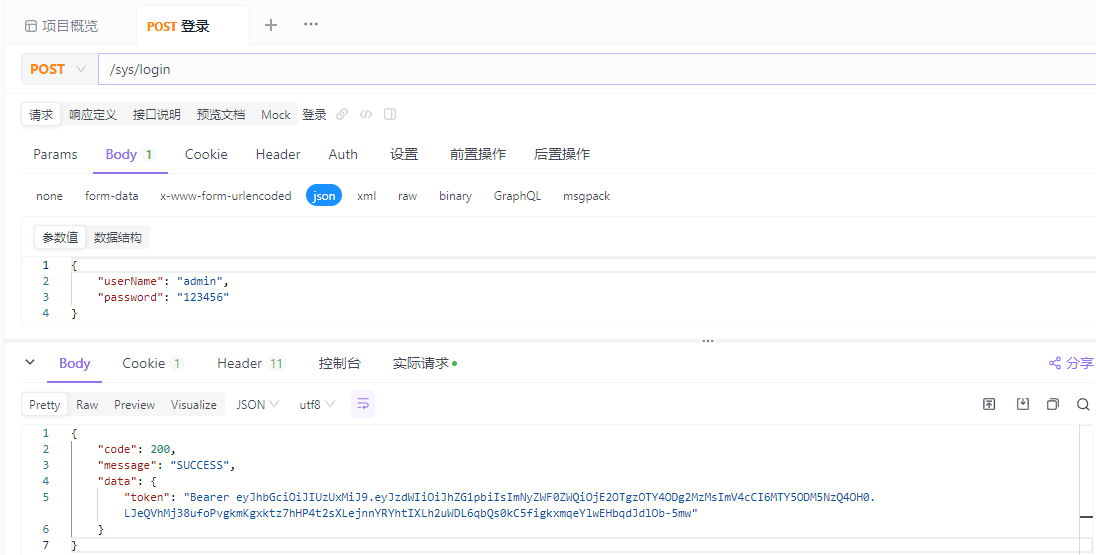 项目概览 POST 登录
POST /sys/login
请求 响应定义 接口说明 预览文档 Mock 登录
Params Body 1 Cookie Header Auth 设置 前置操作 后置操作
none form-data x-www-form-urlencoded json xml raw binary GraphQL msgpack
参数值 数据结构
1 {
2 "userName": "admin",
3 "password": "123456"
4 }
Body Cookie 1 Header 11 控制台 实际请求 分享
Pretty Raw Preview Visualize JSON utf8
1 {
2 "code": 200,
3 "message": "SUCCESS",
4 "data": {
5 "token": "Bearer eyJhbGciOiJIUzUxMiJ9.eyJzdWIiOiJhZG1pbiIsImNyZWF0ZWQiOjE2OTgzOTY4ODg2MzMsImV4cCI6MTY5ODM5NzQ4OH0.
LJeQVhMj38ufoPvgkmKgxktz7hHP4t2sXLejnnYRYhtIXLh2uWDL6qbQs0kC5figkxmqeYlwEHbqdJdlOb-5mw"
6 }
7 }